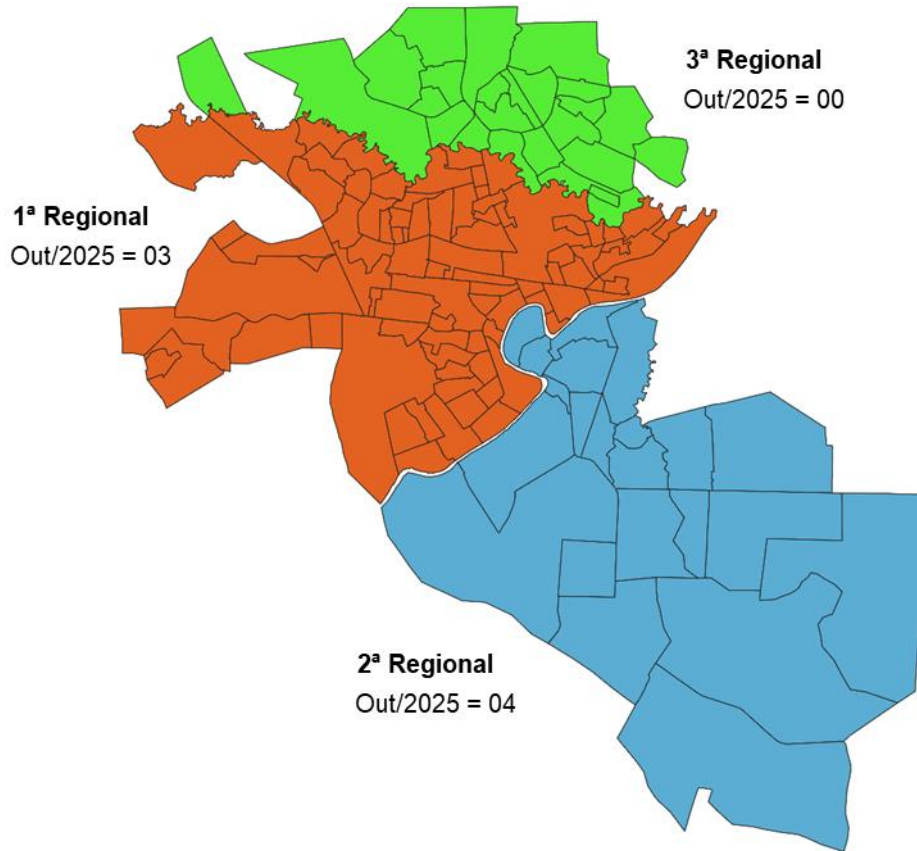 3ª Regional
Out/2025 = 00
1ª Regional
Out/2025 = 03
2ª Regional
Out/2025 = 04